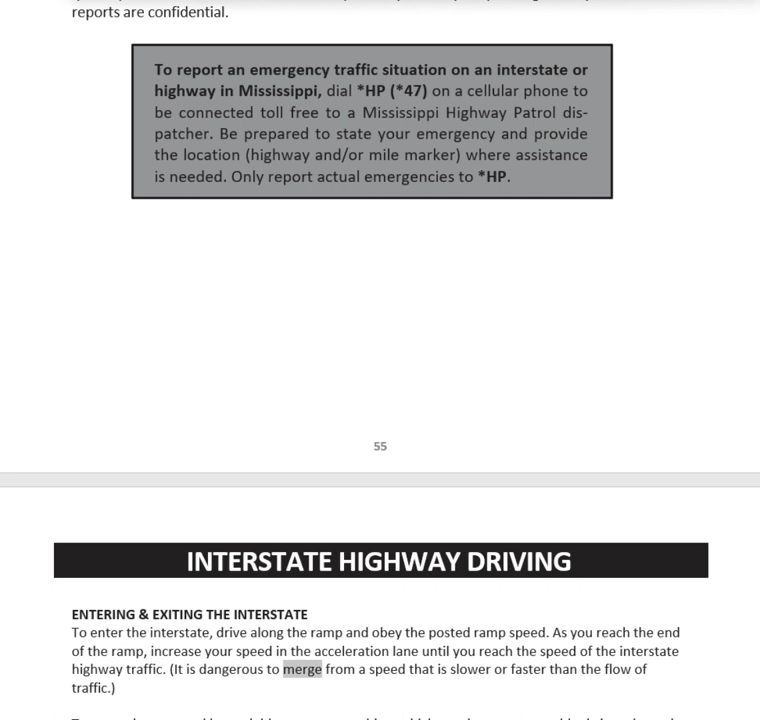 reports are confidential.
To report an emergency traffic situation on an interstate or
highway in Mississippi, dial *HP (*47) on a cellular phone to
be connected toll free to a Mississippi Highway Patrol dis-
patcher. Be prepared to state your emergency and provide
the location (highway and/or mile marker) where assistance
is needed. Only report actual emergencies to *HP.
55
INTERSTATE HIGHWAY DRIVING
ENTERING & EXITING THE INTERSTATE
To enter the interstate, drive along the ramp and obey the posted ramp speed. As you reach the end
of the ramp, increase your speed in the acceleration lane until you reach the speed of the interstate
highway traffic. (It is dangerous to merge from a speed that is slower or faster than the flow of
traffic.)